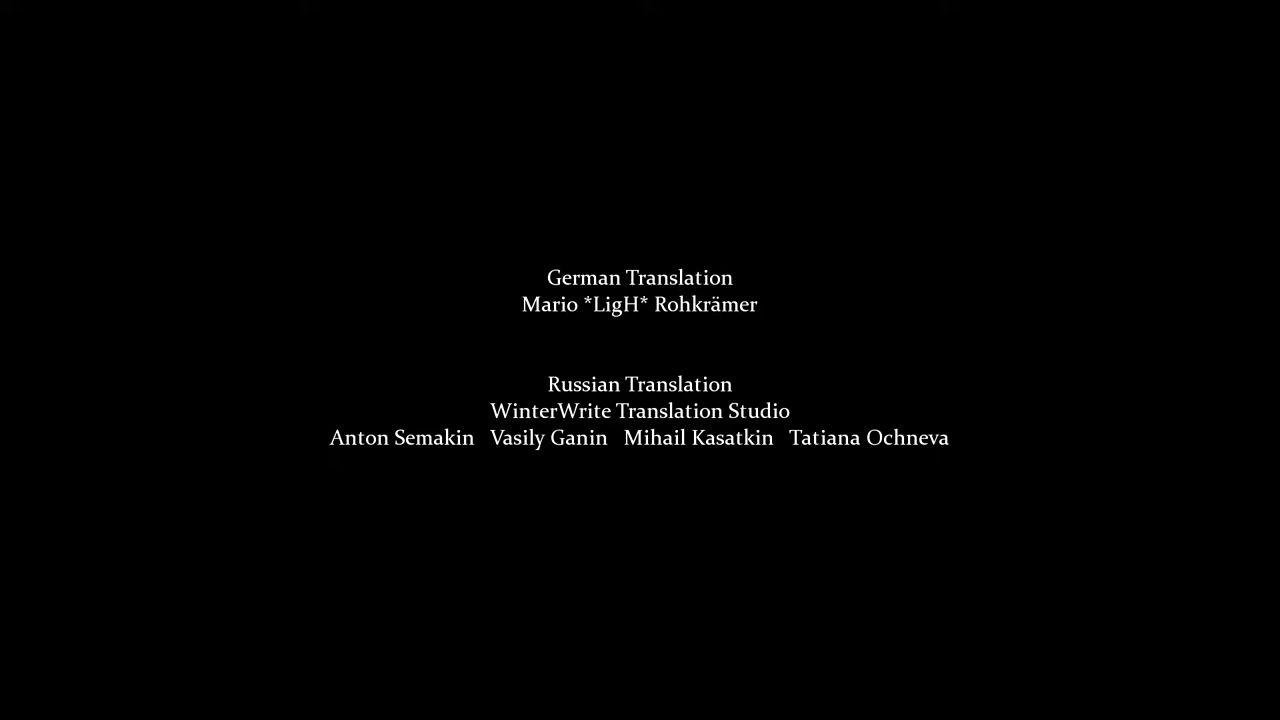 German Translation
Mario *LigH* Rohkrämer
Russian Translation
WinterWrite Translation Studio
Anton Semakin Vasily Ganin Mihail Kasatkin Tatiana Ochneva